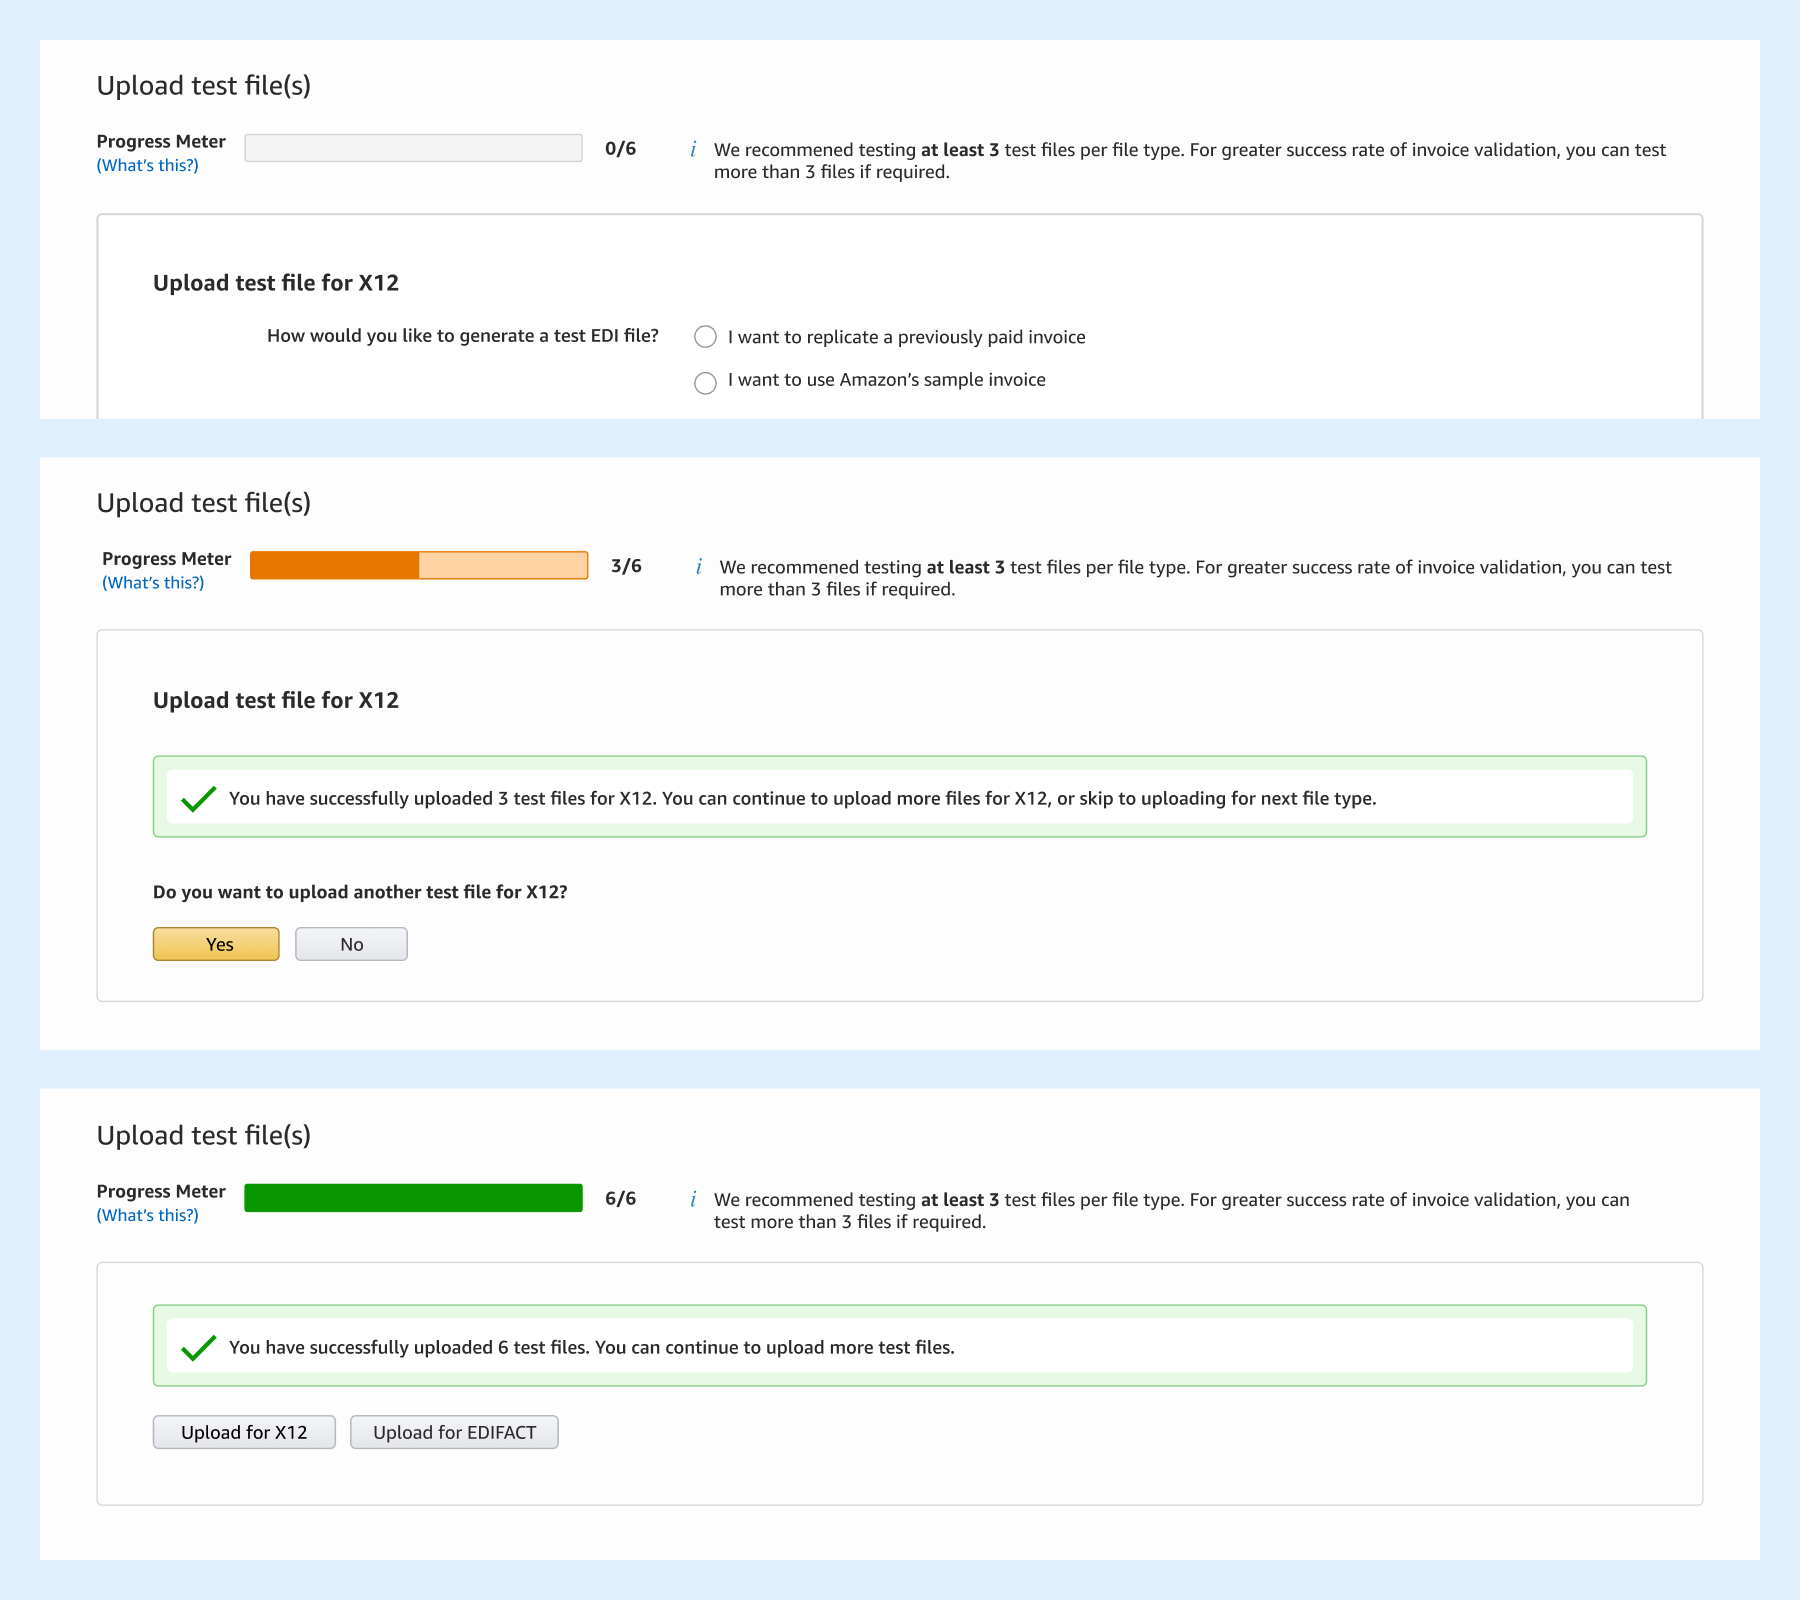 Upload test file(s)
Progress Meter
(What’s this?)
0/6
i
We recommened testing at least 3 test files per file type. For greater success rate of invoice validation, you can test
more than 3 files if required.
Upload test file for X12
How would you like to generate a test EDI file?
I want to replicate a previously paid invoice
I want to use Amazon’s sample invoice
Upload test file(s)
Progress Meter
(What’s this?)
3/6
i
We recommened testing at least 3 test files per file type. For greater success rate of invoice validation, you can test
more than 3 files if required.
Upload test file for X12
You have successfully uploaded 3 test files for X12. You can continue to upload more files for X12, or skip to uploading for next file type.
Do you want to upload another test file for X12?
Yes
No
Upload test file(s)
Progress Meter
(What’s this?)
6/6
i
We recommened testing at least 3 test files per file type. For greater success rate of invoice validation, you can
test more than 3 files if required.
You have successfully uploaded 6 test files. You can continue to upload more test files.
Upload for X12
Upload for EDIFACT